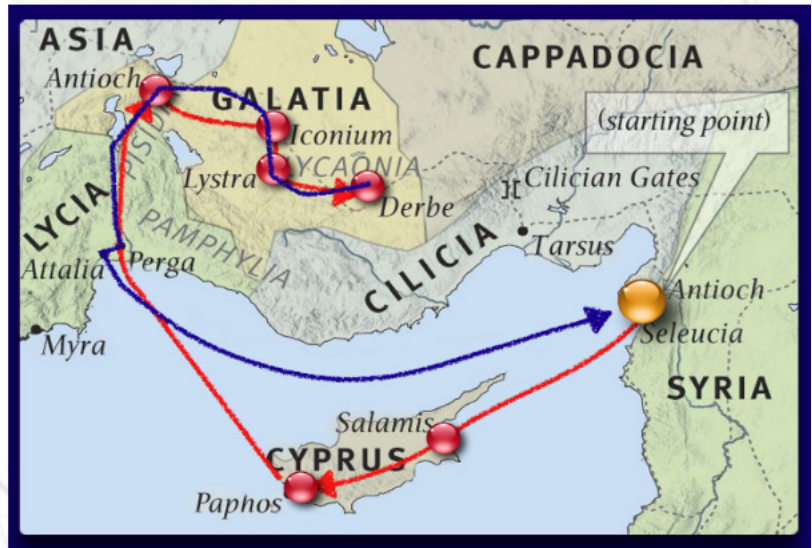 ASIA
CAPPADOCIA
Antioch
GALATIA
(starting point)
Iconium
PISIDIA
LYCAONIA
Lystra
Cilician Gates
Derbe
LYCIA
PAMPHYLIA
CILICIA
Tarsus
Attalia
Perga
Antioch
Seleucia
Myra
SYRIA
Salamis
CYPRUS
Paphos